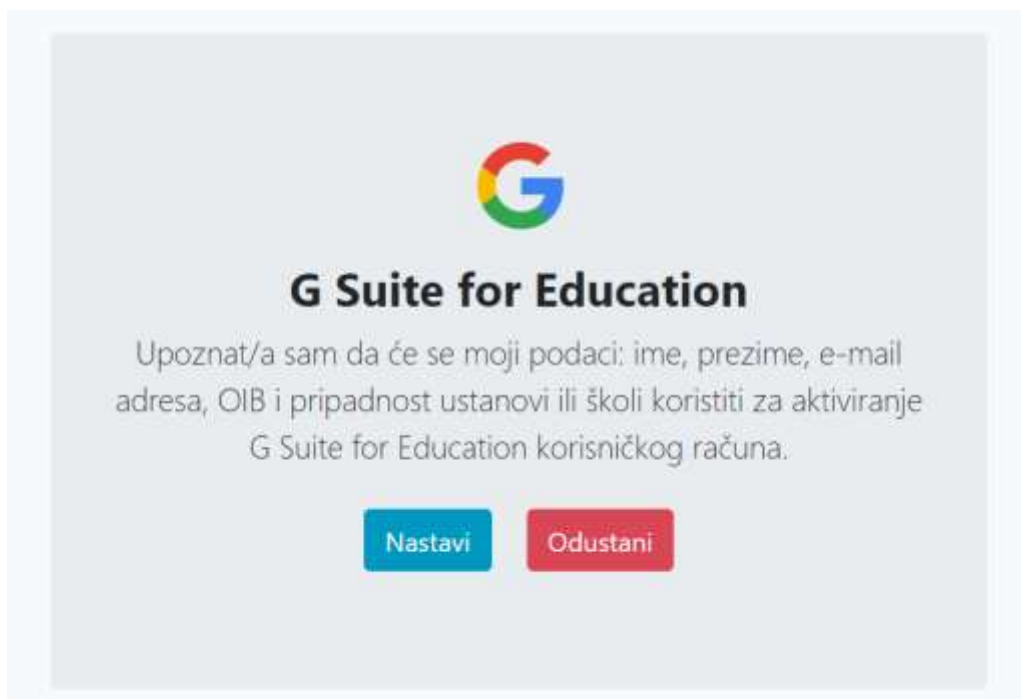 G Suite for Education
Upoznat/a sam da će se moji podaci: ime, prezime, e-mail
adresa, OIB i pripadnost ustanovi ili školi koristiti za aktiviranje
G Suite for Education korisničkog računa.
Nastavi Odustani